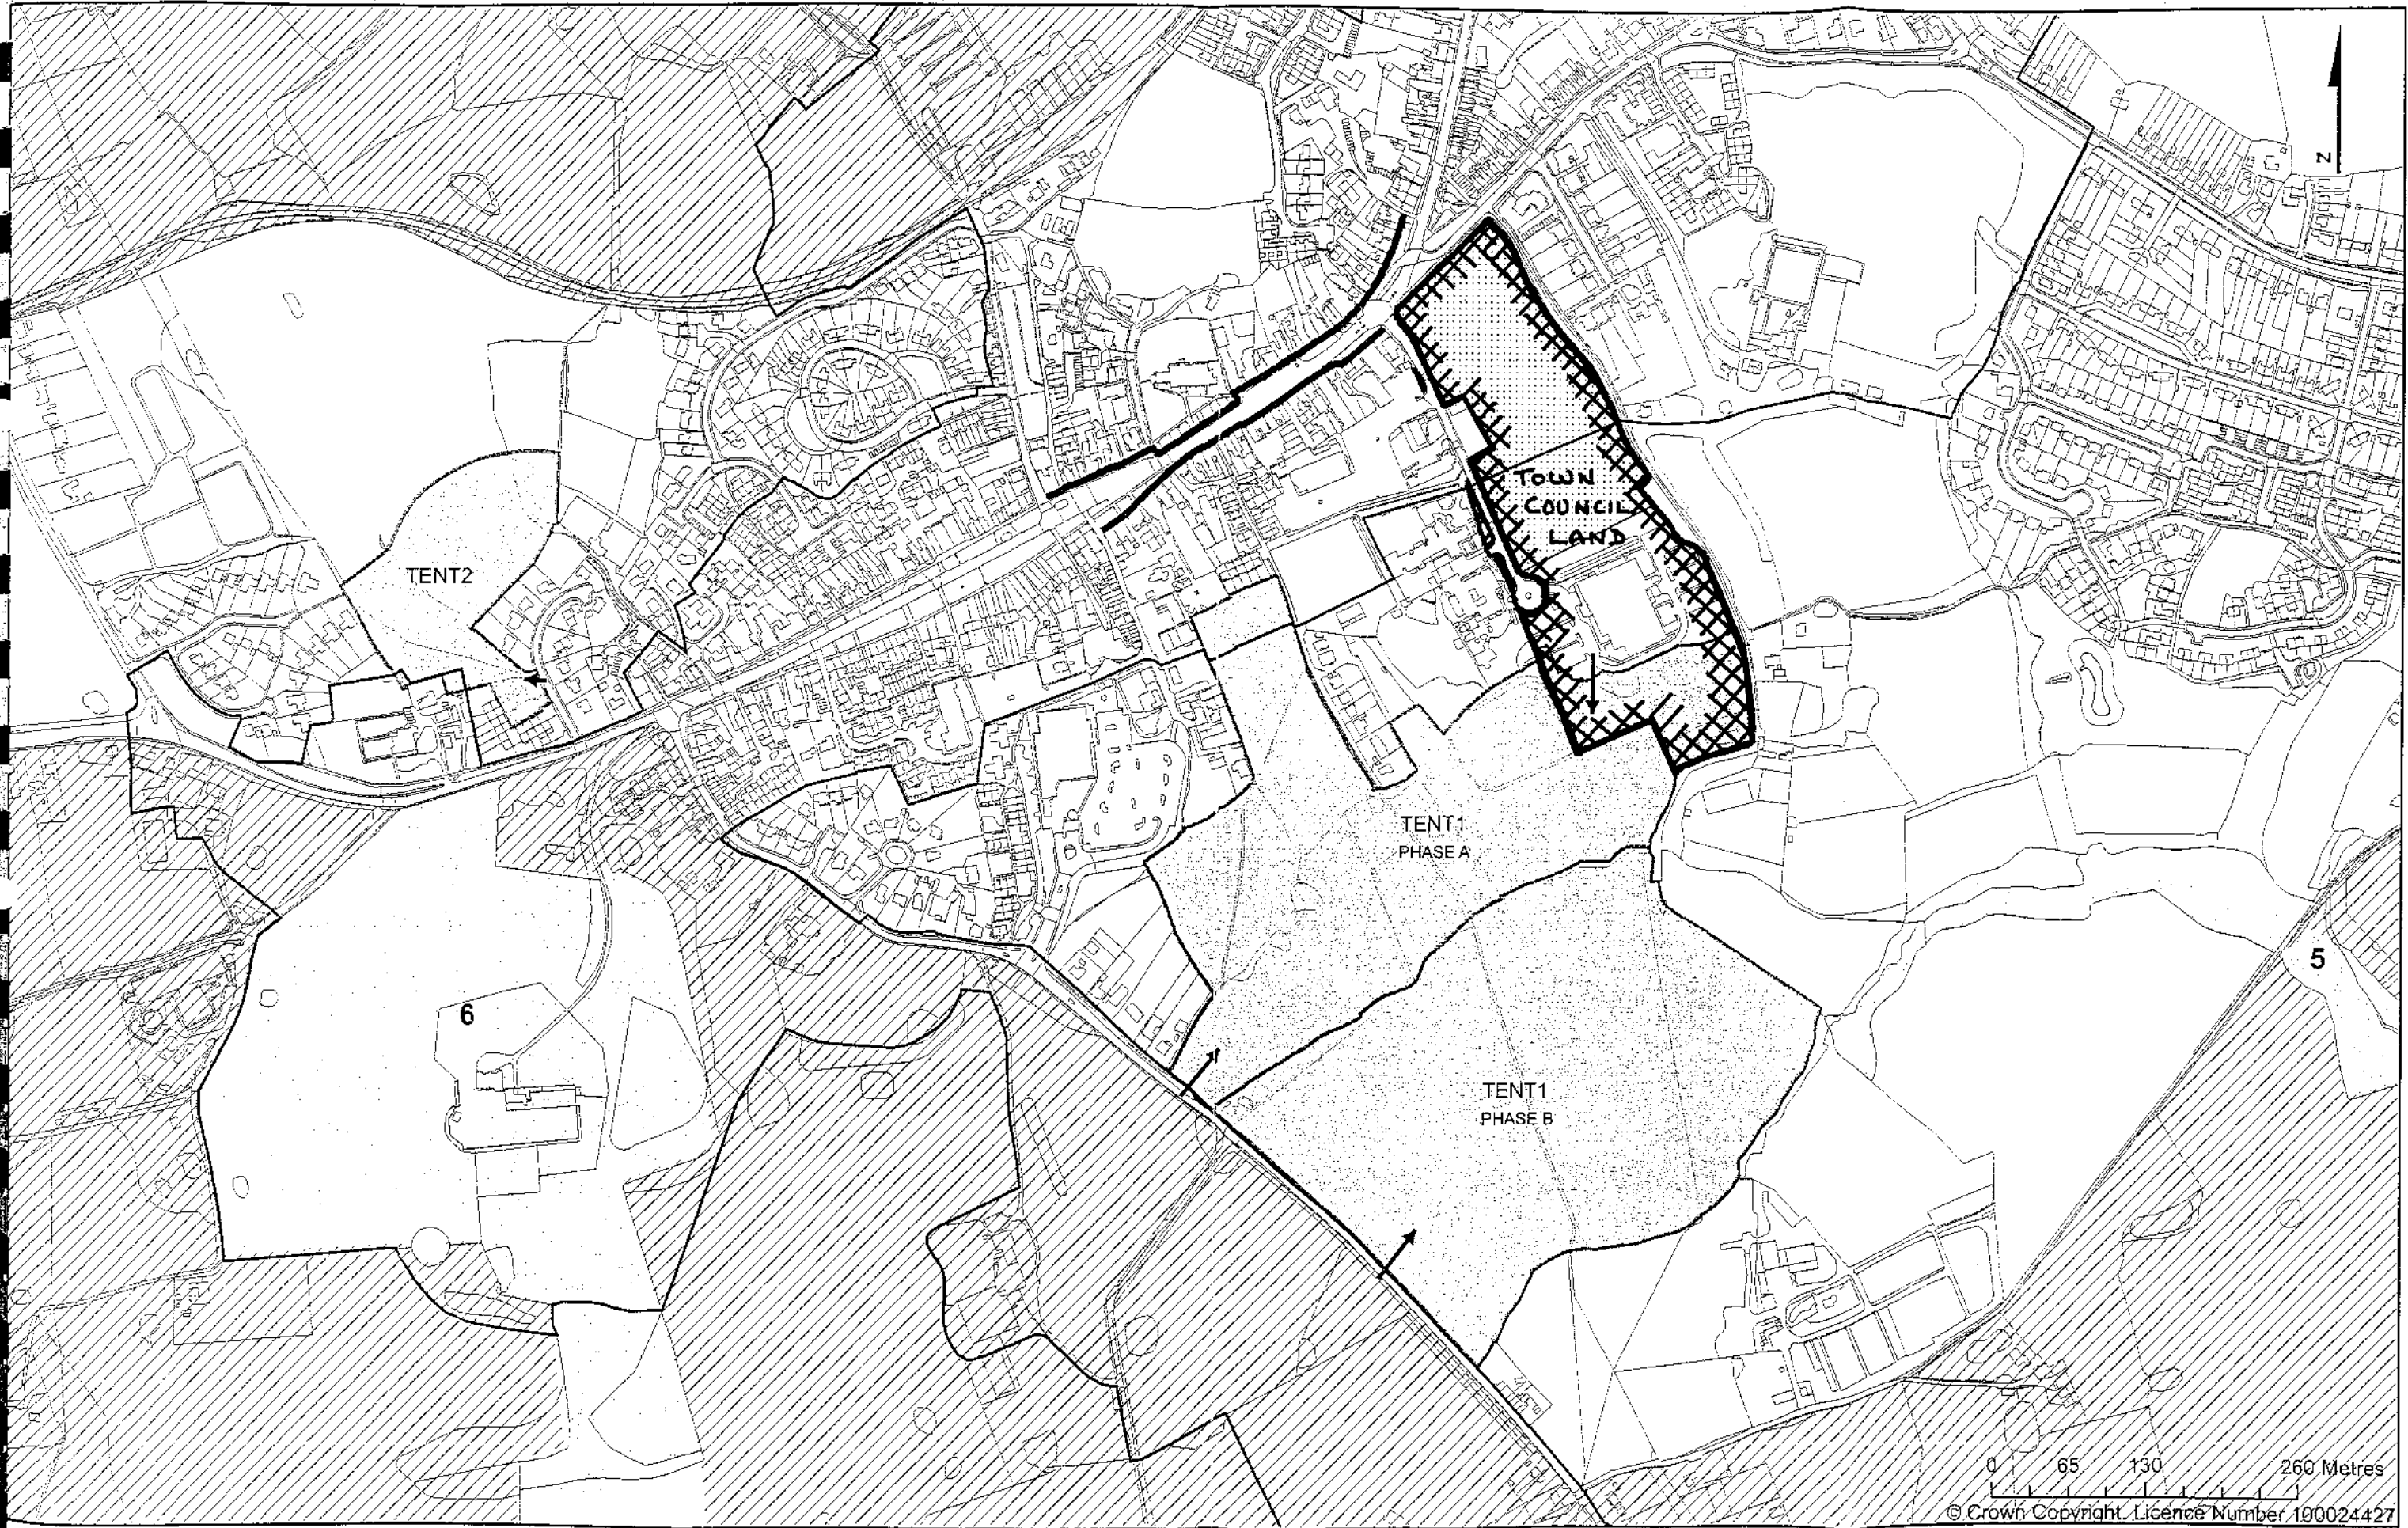 N
TOWN
COUNCIL
LAND
TENT2
TENT1
PHASE A
5
6
TENT1
PHASE B
0 65 130 260 Metres
© Crown Copyright. Licence Number 100024427